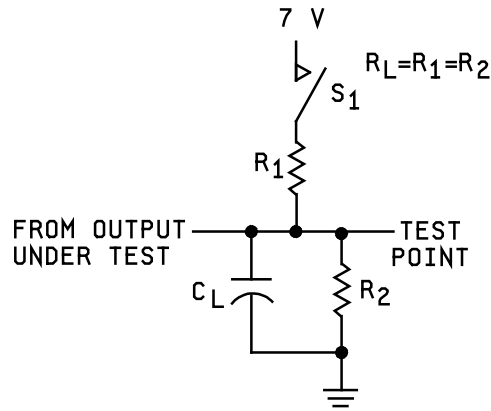 7 V
RL=R1=R2
S1
R1
FROM OUTPUT
UNDER TEST
TEST
POINT
CL
R2